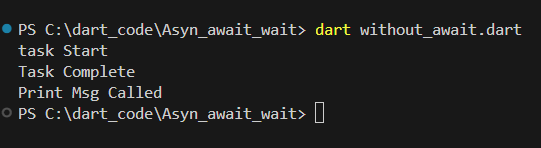 PS C:\dart_code\Asyn_await_wait> dart without_await.dart
task Start
Task Complete
Print Msg Called
PS C:\dart_code\Asyn_await_wait>